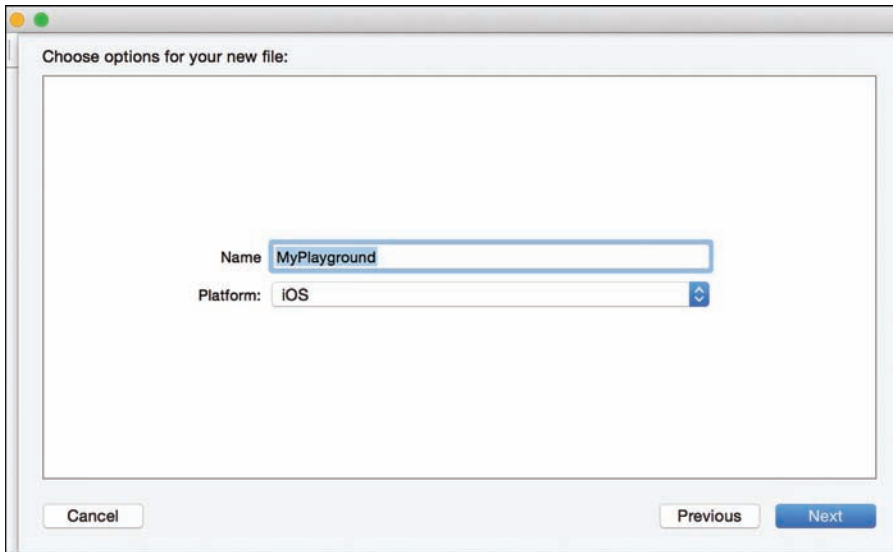 Choose options for your new file:
Name MyPlayground
Platform: iOS
Cancel Previous Next